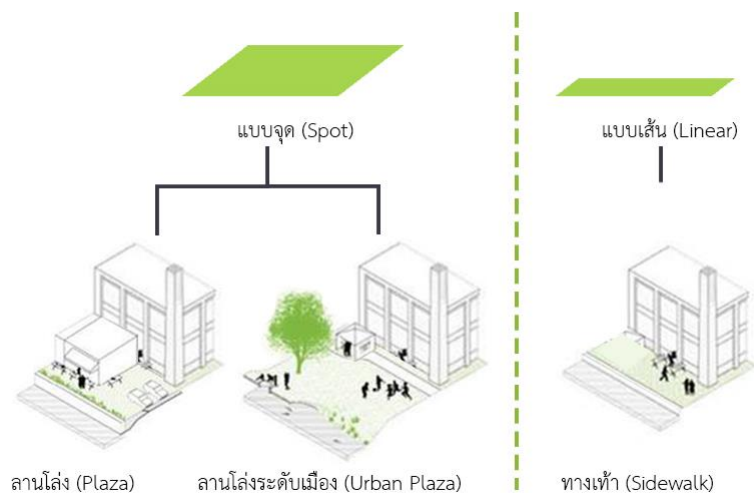 แบบจุด (Spot)
แบบเส้น (Linear)
ลานโล่ง (Plaza)
ลานโล่งระดับเมือง (Urban Plaza)
ทางเท้า (Sidewalk)